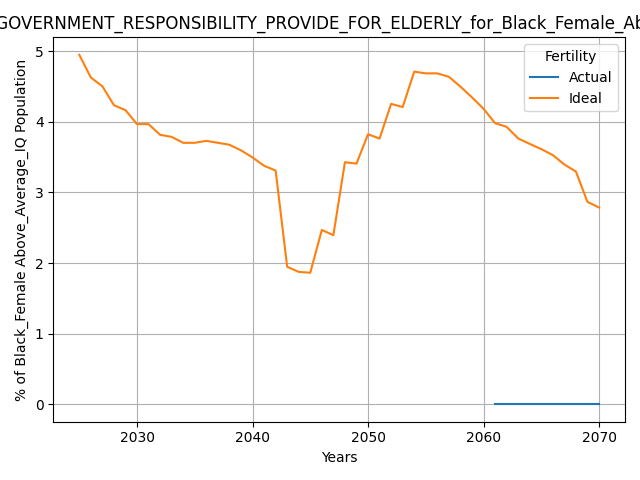 GOVERNMENT_RESPONSIBILITY_PROVIDE_FOR_ELDERLY_for_Black_Female_Ab
% of Black_Female Above_Average_IQ Population
5
4
3
2
1
0
Fertility
Actual
Ideal
2030 2040 2050 2060 2070
Years